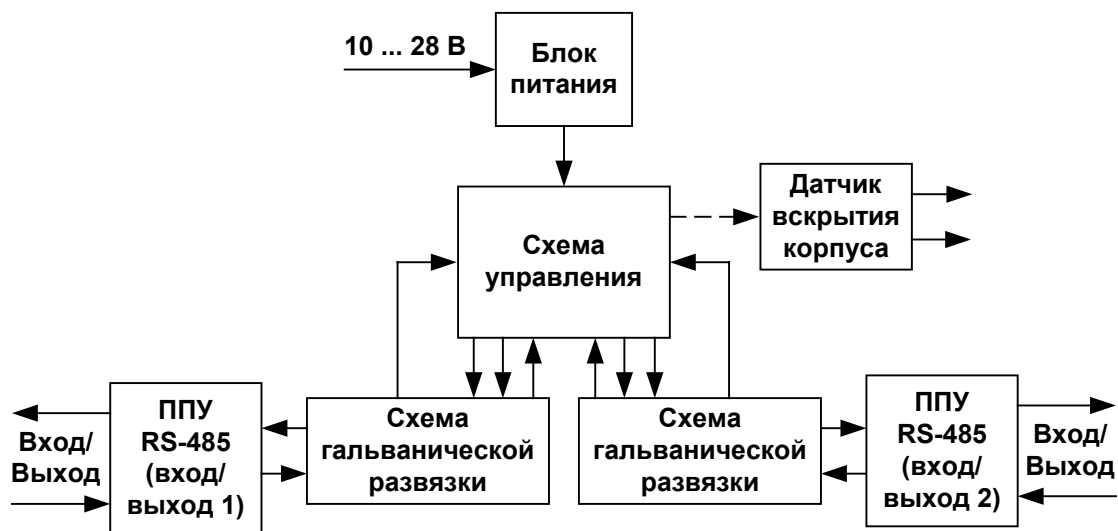 10 ... 28 В
Блок
питания
Датчик
вскрытия
корпуса
Схема
управления
Вход/
Выход
ППУ
RS-485
(вход/
выход 1)
Схема
гальванической
развязки
Схема
гальванической
развязки
ППУ
RS-485
(вход/
выход 2)
Вход/
Выход